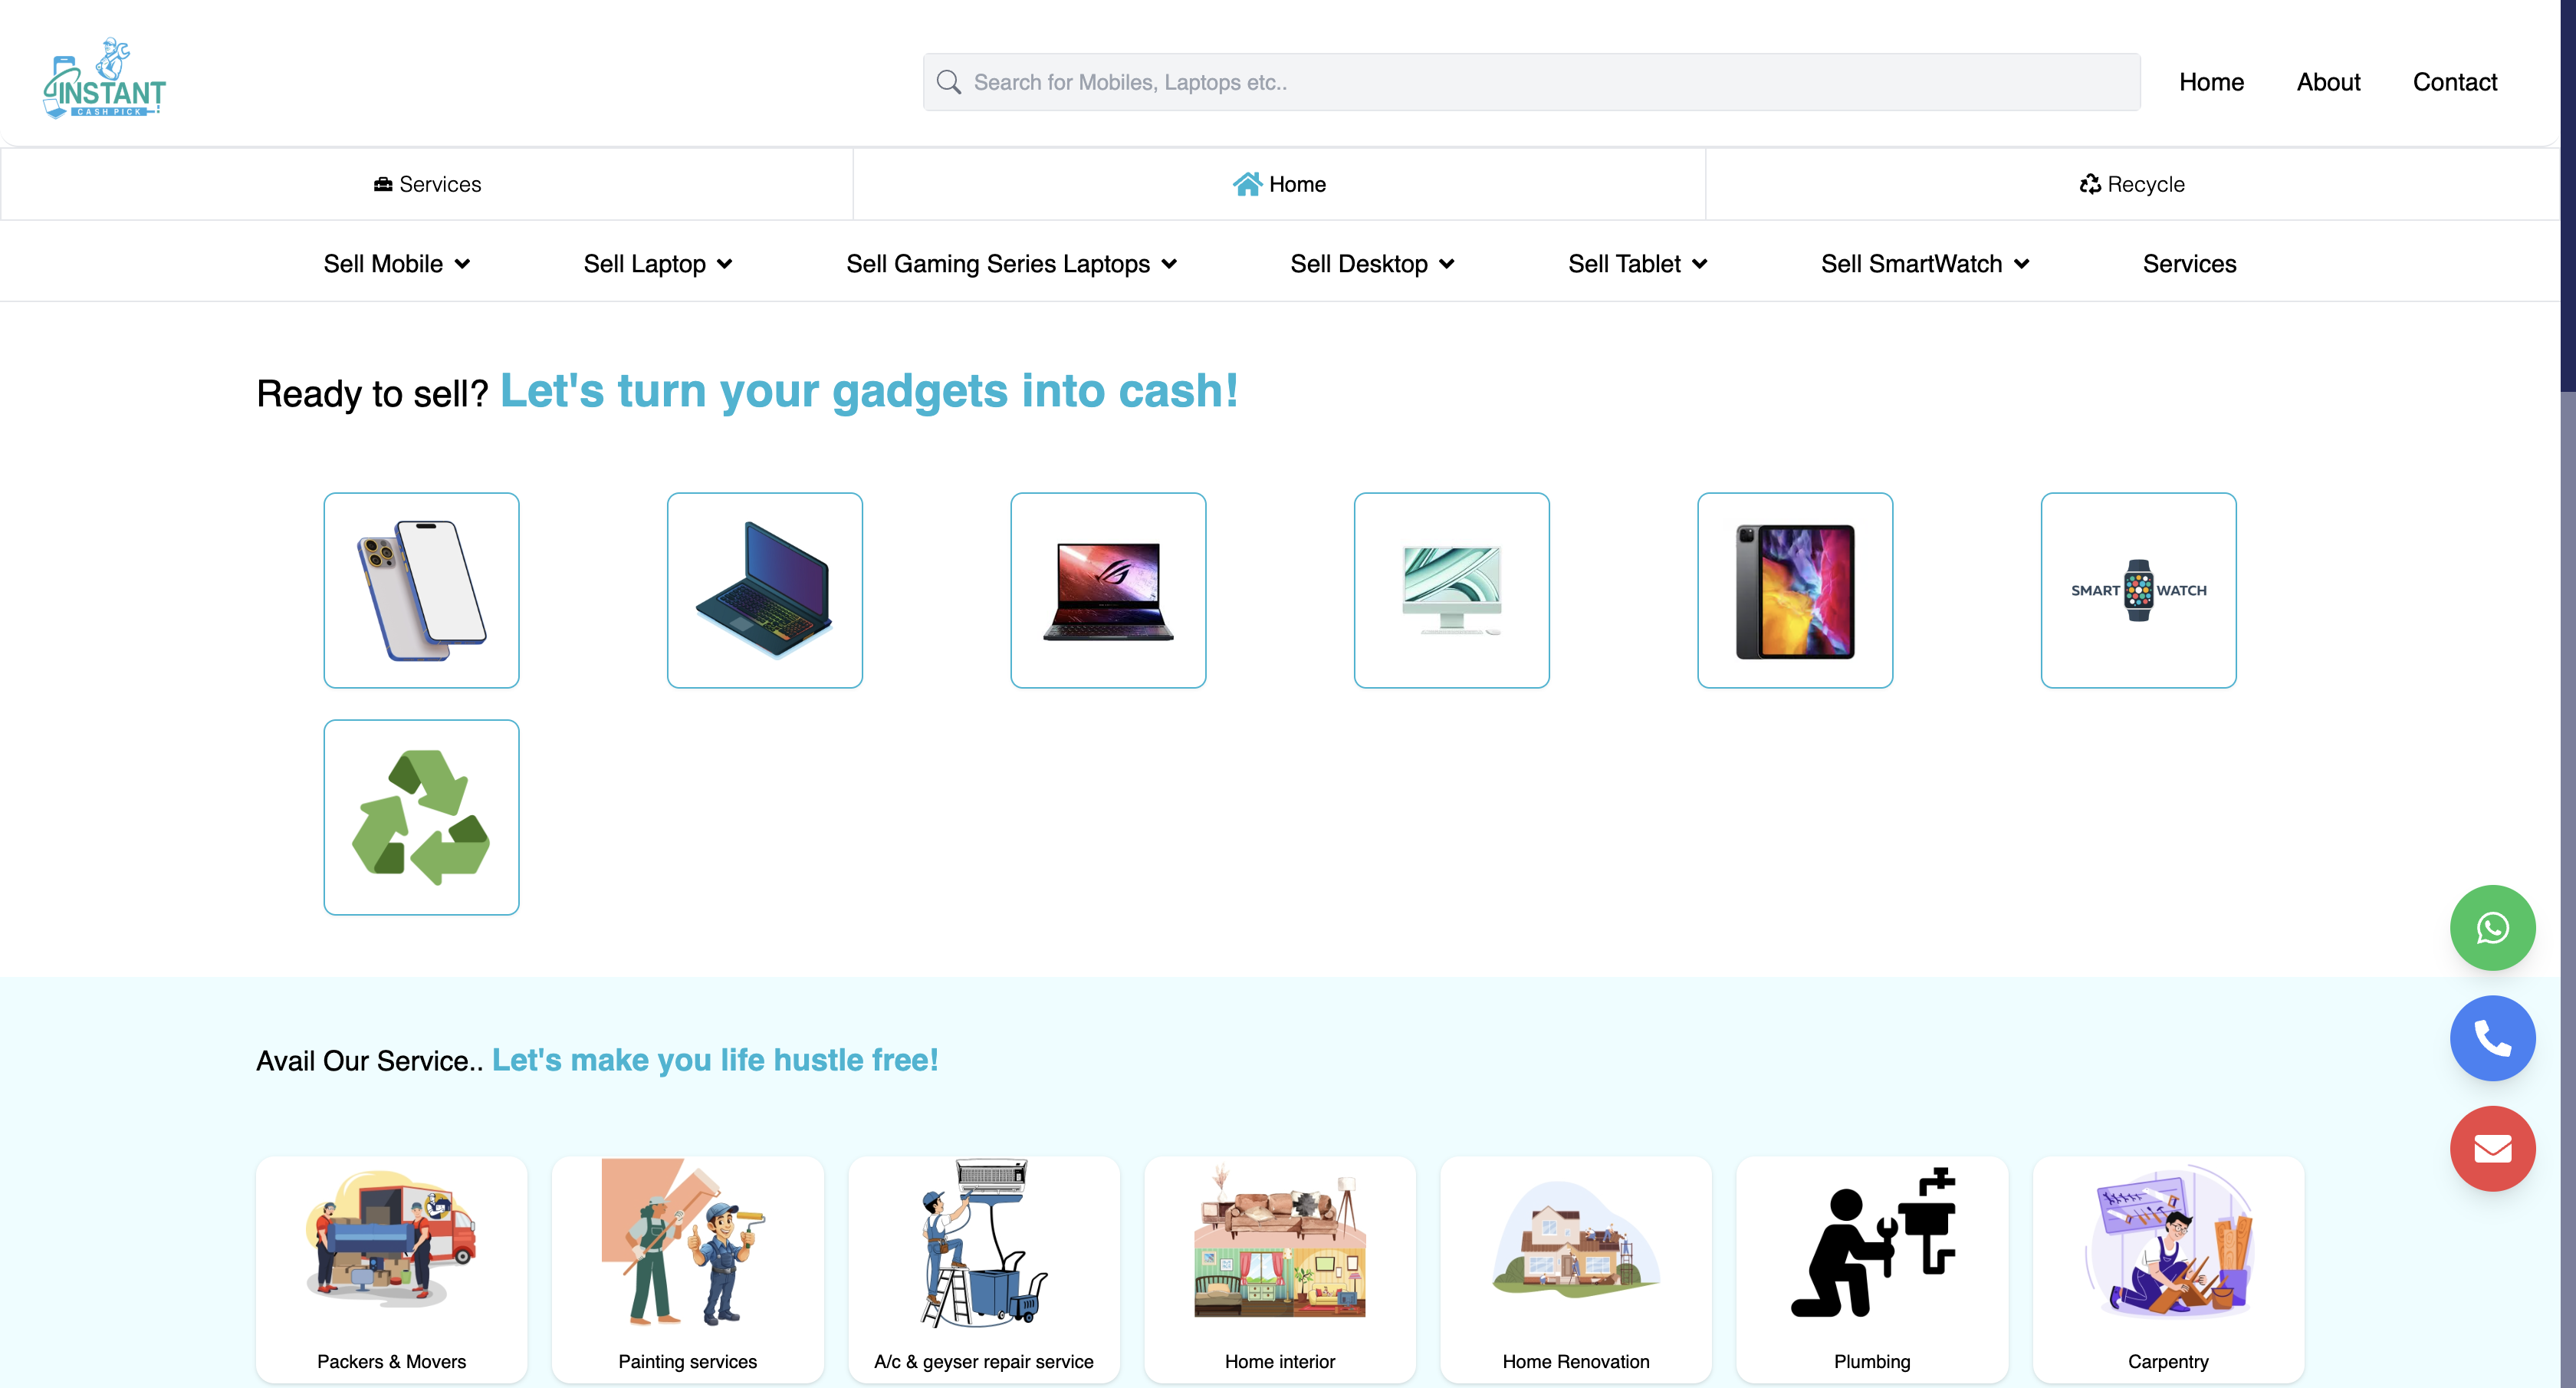 INSTANT
CASH PICK
Search for Mobiles, Laptops etc..
Home About Contact
Services Home Recycle
Sell Mobile Sell Laptop Sell Gaming Series Laptops Sell Desktop Sell Tablet Sell SmartWatch Services
Ready to sell? Let's turn your gadgets into cash!
SMART WATCH
Avail Our Service.. Let's make you life hustle free!
Packers & Movers Painting services A/c & geyser repair service Home interior Home Renovation Plumbing Carpentry